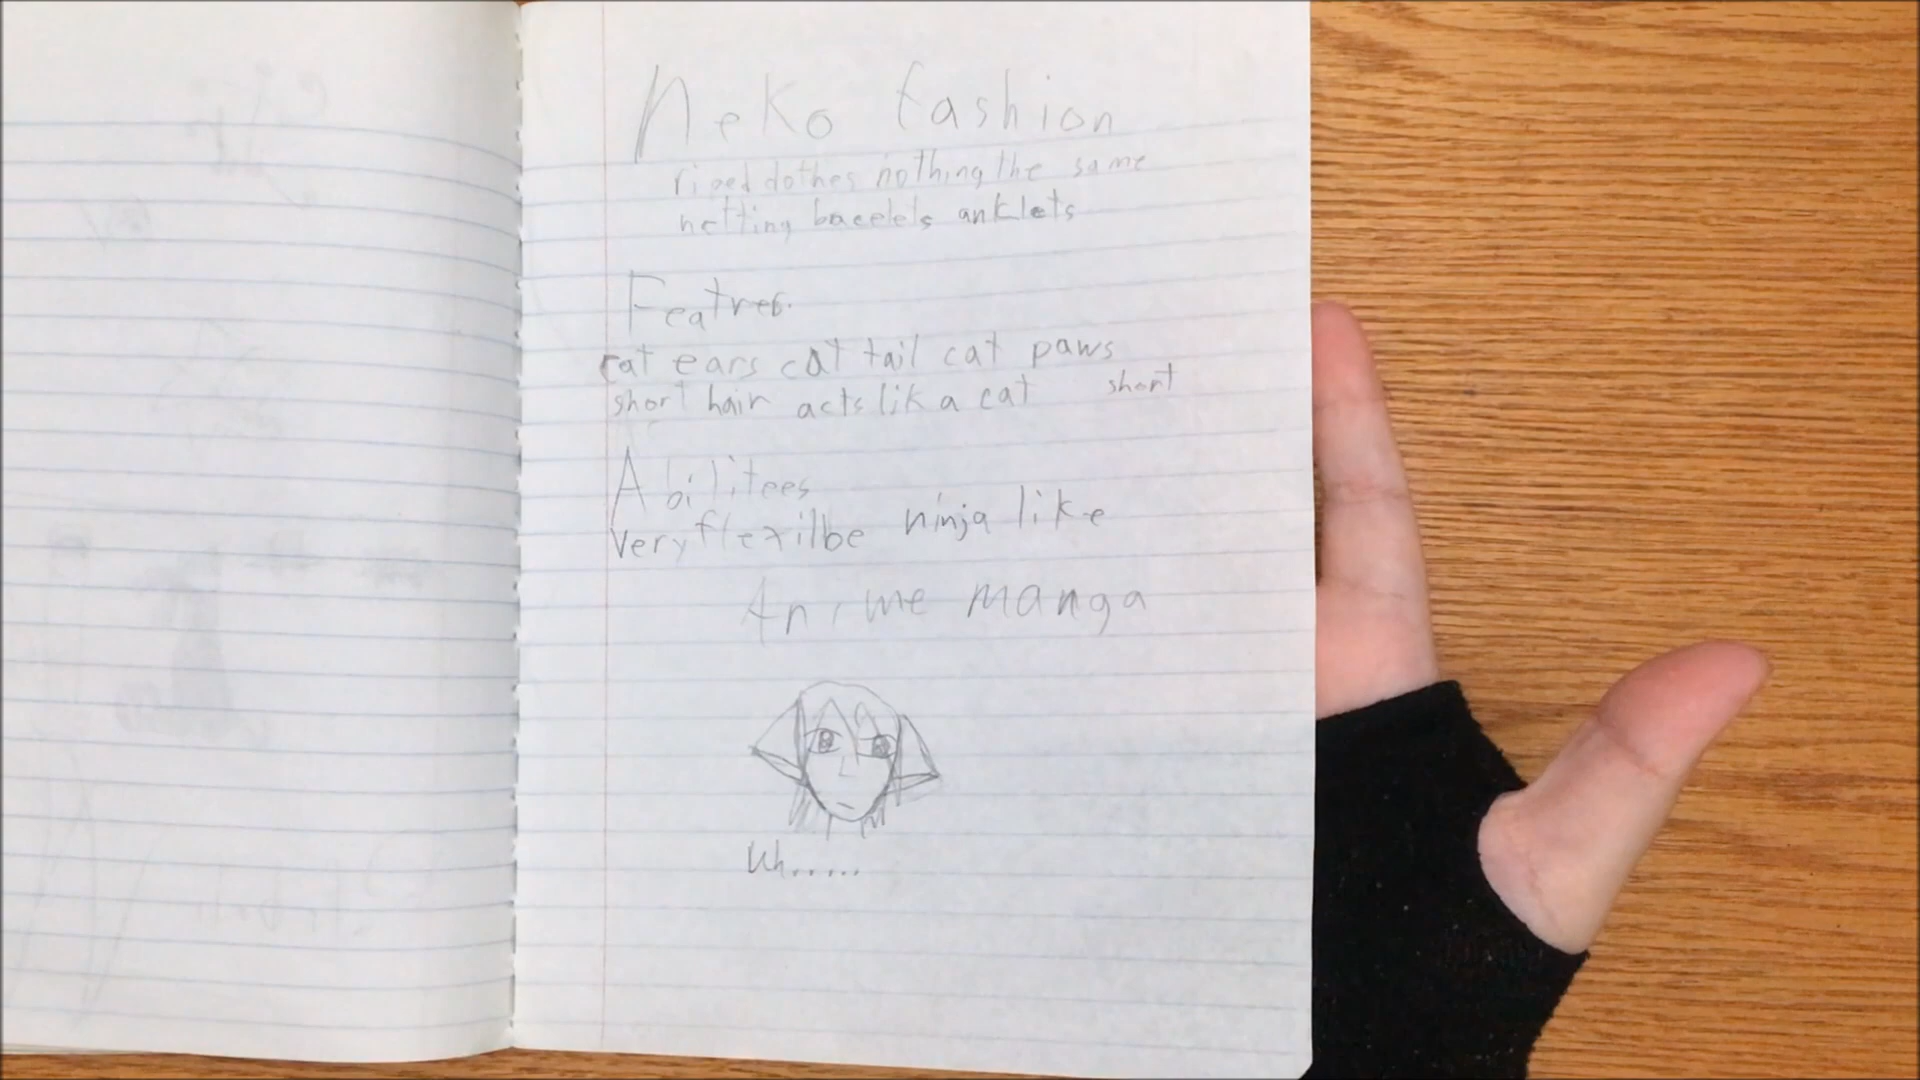 Neko fashion
riped clothes nothing the same
netting bacelets anklets
Featres.
cat ears cat tail cat paws
short hair acts lik a cat short
Abilitees
very flexilbe ninja like
Anime manga
Uh.....